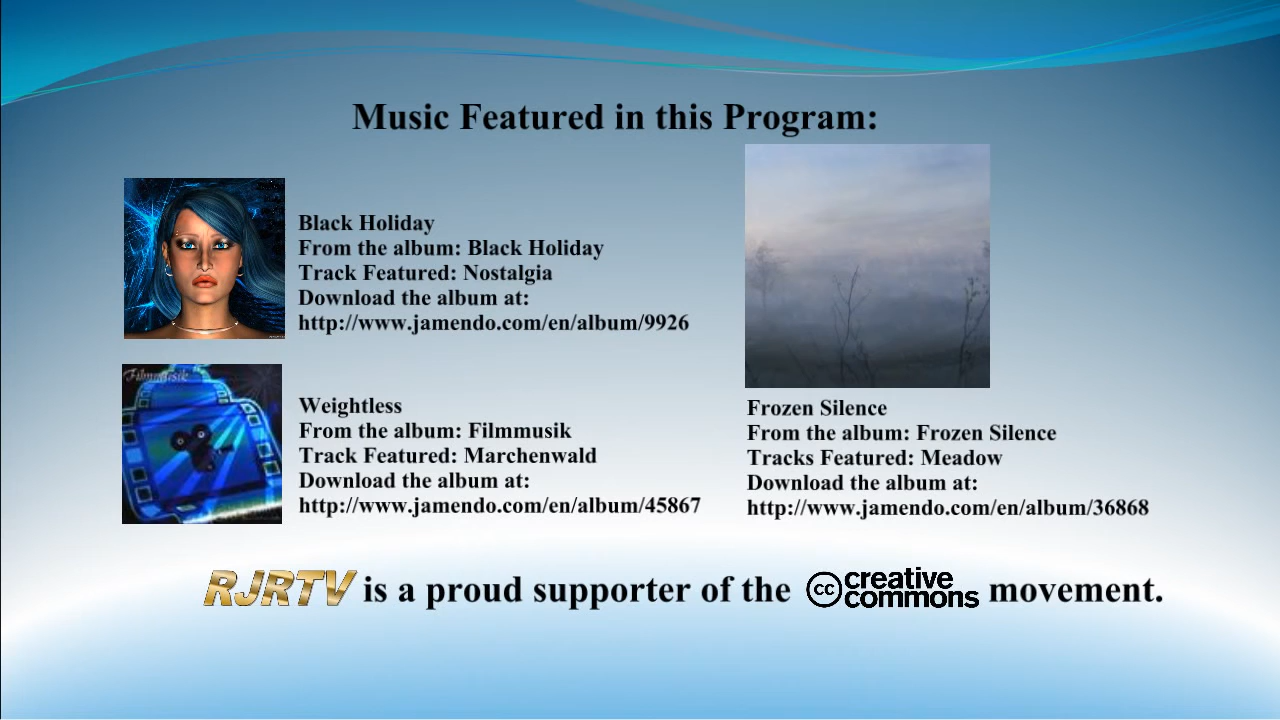 Music Featured in this Program:
Black Holiday
From the album: Black Holiday
Track Featured: Nostalgia
Download the album at:
http://www.jamendo.com/en/album/9926
Filmmusik
Weightless
From the album: Filmmusik
Track Featured: Marchenwald
Download the album at:
http://www.jamendo.com/en/album/45867
Frozen Silence
From the album: Frozen Silence
Tracks Featured: Meadow
Download the album at:
http://www.jamendo.com/en/album/36868
RJRTV is a proud supporter of the cc creative commons movement.